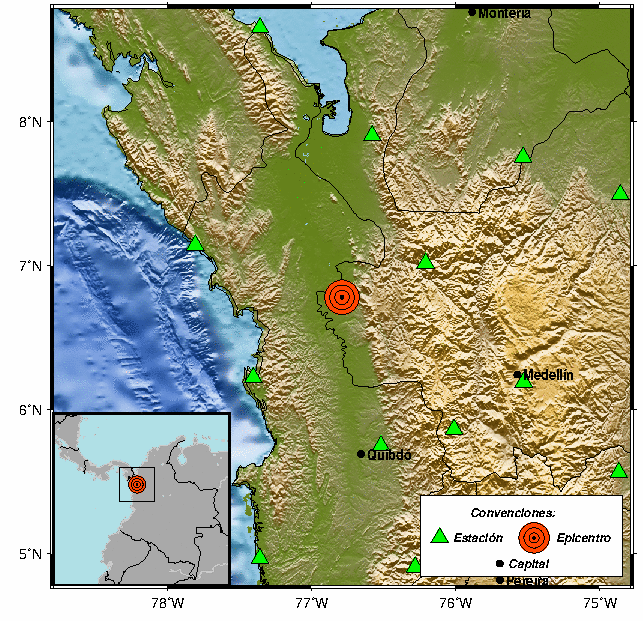 Montería
8°N
7°N
Medellín
6°N
Quibdó
Convenciones:
Estación
Epicentro
5°N
Capital
Pereira
78°W
77°W
76°W
75°W